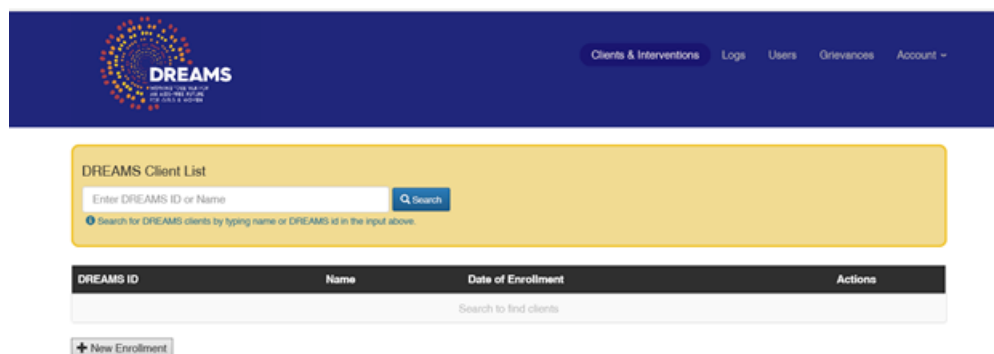 DREAMS
Clients & Interventions Logs Users Grievances Account
DREAMS Client List
Enter DREAMS ID or Name Search
Search for DREAMS clients by typing name or DREAMS id in the input above.
DREAMS ID Name Date of Enrollment Actions
Search to find clients
New Enrollment